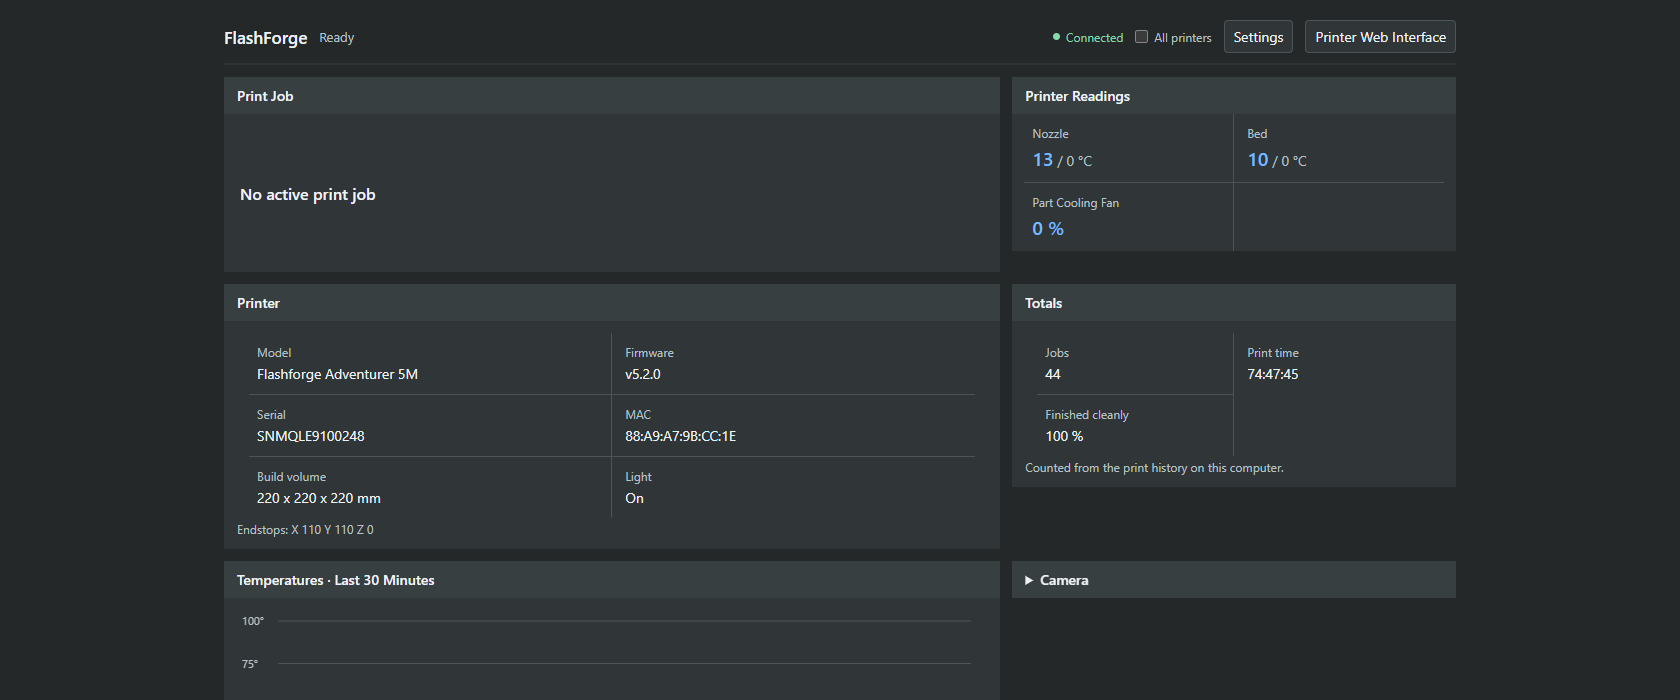 FlashForge Ready
Connected All printers Settings Printer Web Interface
Print Job
No active print job
Printer Readings
Nozzle
13 / 0 °C
Bed
10 / 0 °C
Part Cooling Fan
0 %
Printer
Model
Flashforge Adventurer 5M
Firmware
v5.2.0
Serial
SNMQLE9100248
MAC
88:A9:A7:9B:CC:1E
Build volume
220 x 220 x 220 mm
Light
On
Endstops: X 110 Y 110 Z 0
Totals
Jobs
44
Print time
74:47:45
Finished cleanly
100 %
Counted from the print history on this computer.
Temperatures · Last 30 Minutes
100°
75°
Camera